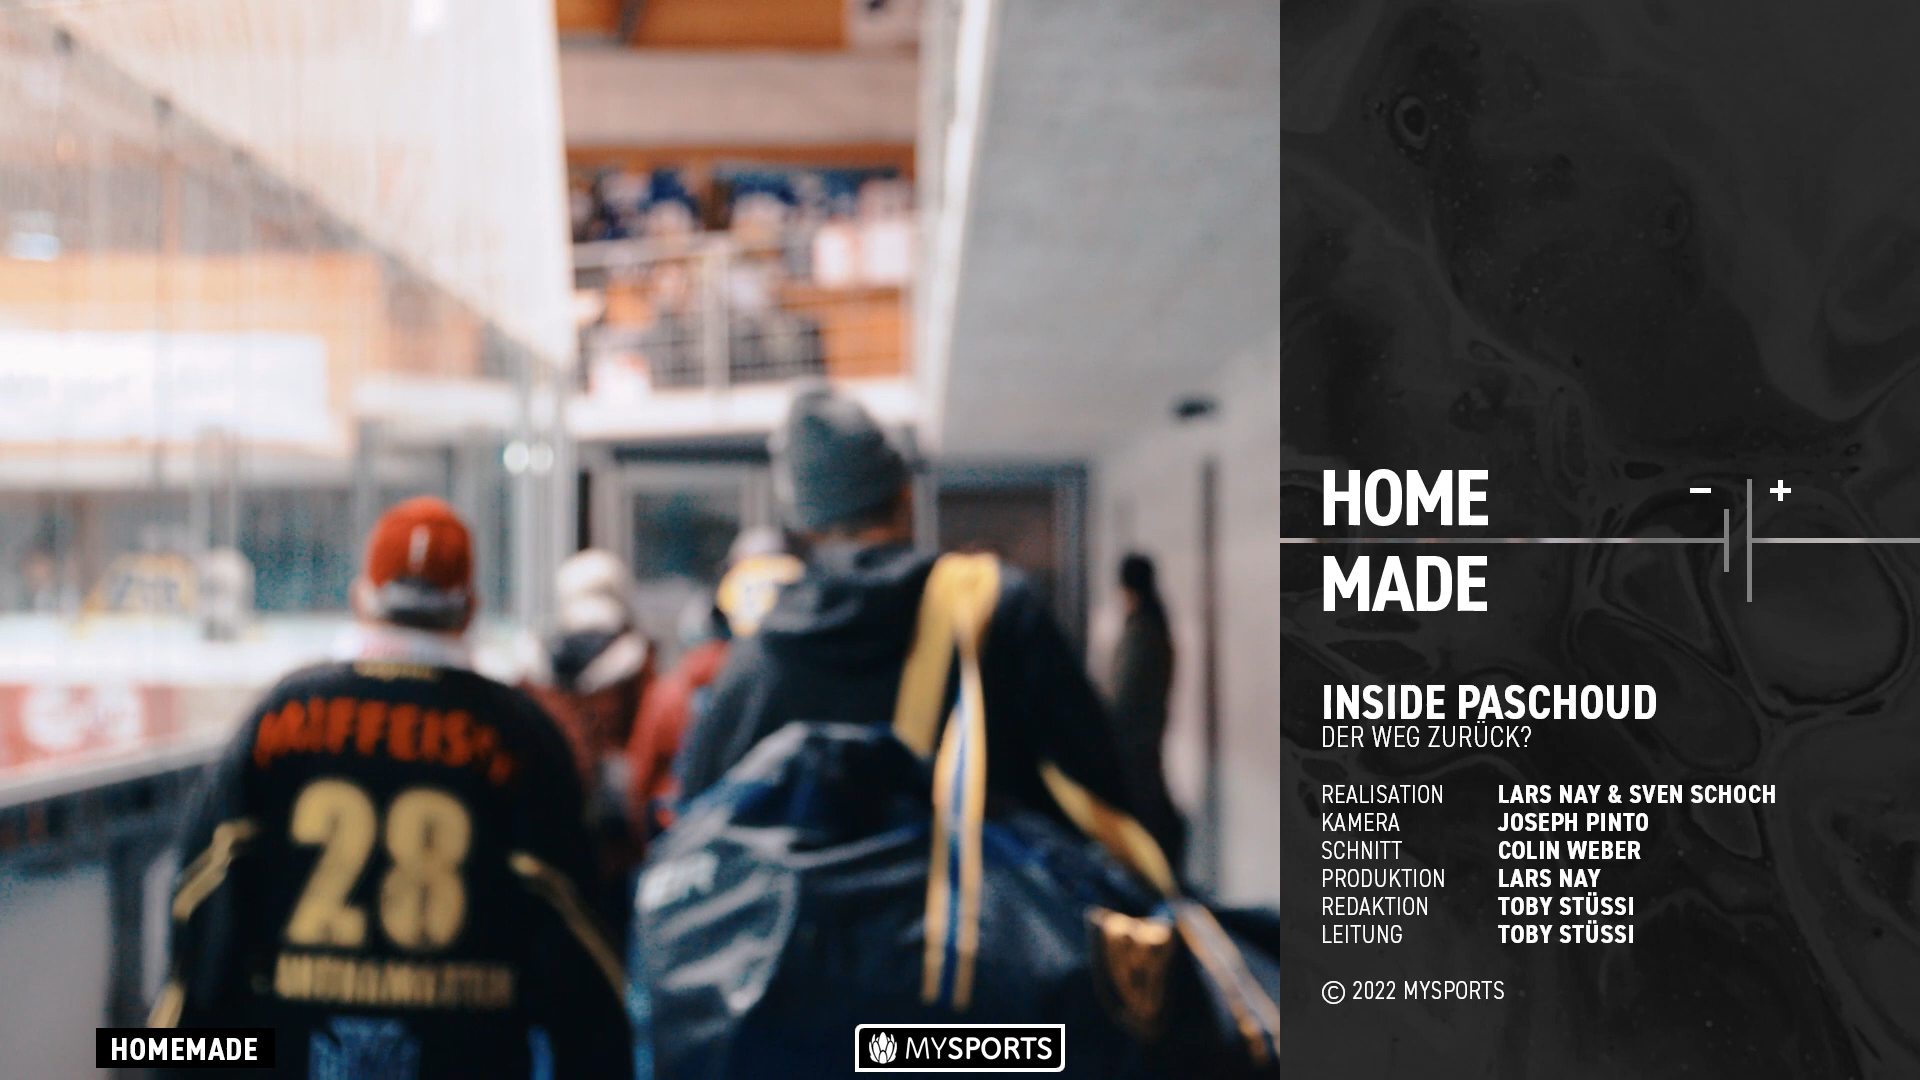 28
HOMEMADE
MYSPORTS
HOME
MADE
- +
INSIDE PASCHOUD
DER WEG ZURÜCK?
REALISATION LARS NAY & SVEN SCHOCH
KAMERA JOSEPH PINTO
SCHNITT COLIN WEBER
PRODUKTION LARS NAY
REDAKTION TOBY STÜSSI
LEITUNG TOBY STÜSSI
© 2022 MYSPORTS